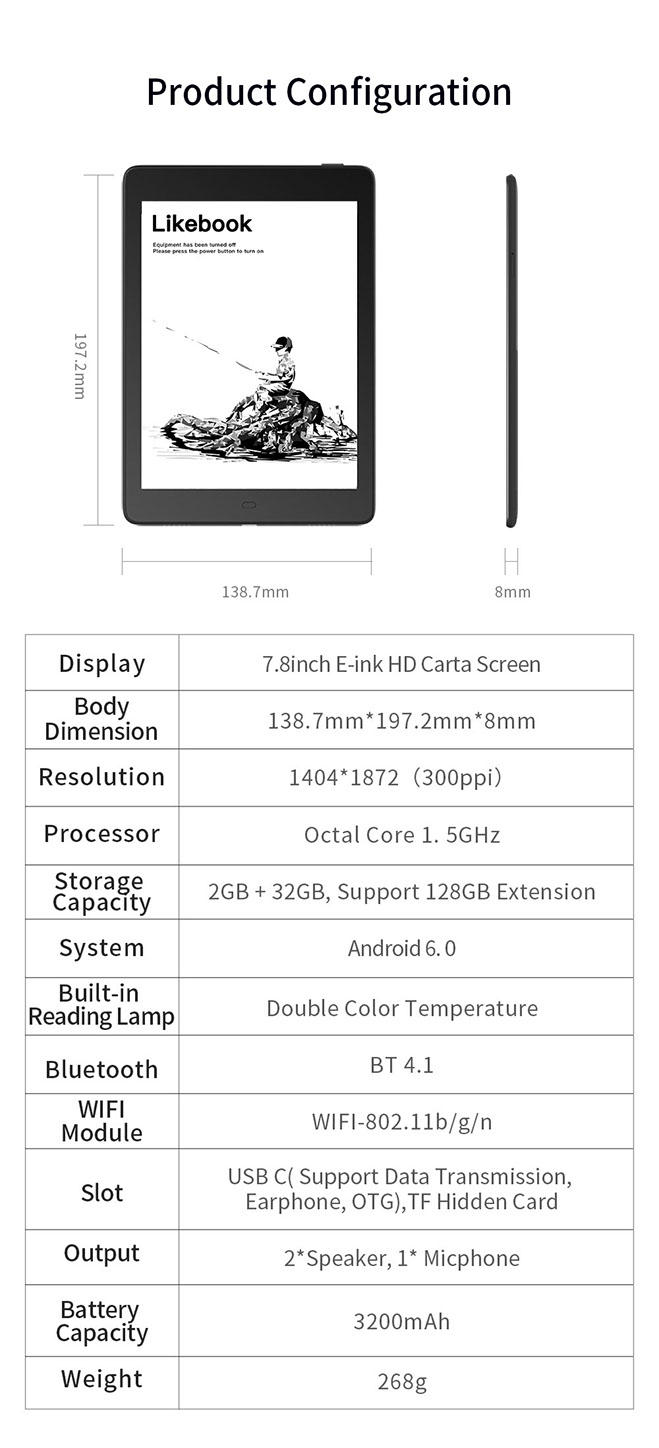 Product Configuration
Likebook
Equipment has been turned off
Please press the power button to turn on
197.2mm
138.7mm
8mm
Display
7.8inch E-ink HD Carta Screen
Body
Dimension
138.7mm*197.2mm*8mm
Resolution
1404*1872（300ppi）
Processor
Octal Core 1. 5GHz
Storage
Capacity
2GB + 32GB, Support 128GB Extension
System
Android 6. 0
Built-in
Reading Lamp
Double Color Temperature
Bluetooth
BT 4.1
WIFI
Module
WIFI-802.11b/g/n
Slot
USB C( Support Data Transmission,
Earphone, OTG),TF Hidden Card
Output
2*Speaker, 1* Micphone
Battery
Capacity
3200mAh
Weight
268g